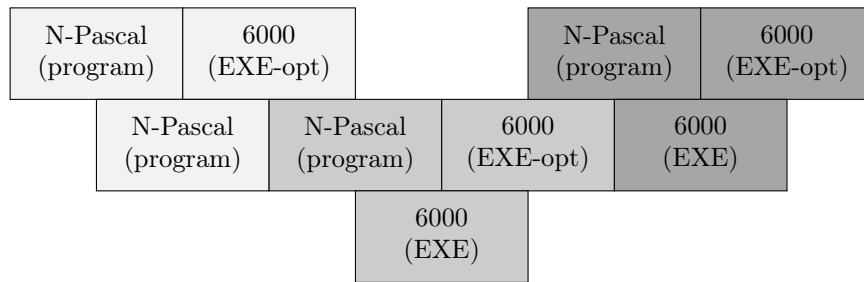 N-Pascal
(program)
6000
(EXE-opt)
N-Pascal
(program)
6000
(EXE-opt)
N-Pascal
(program)
N-Pascal
(program)
6000
(EXE-opt)
6000
(EXE)
6000
(EXE)